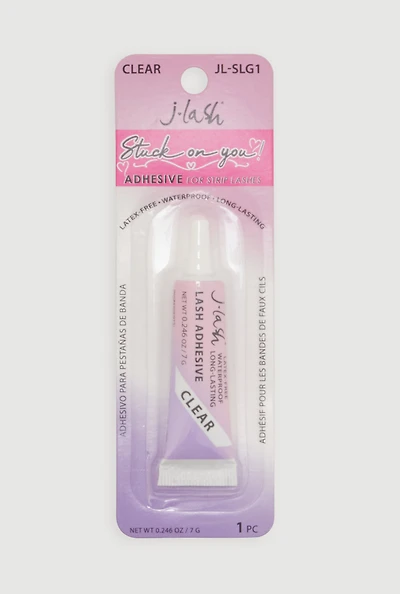 CLEAR JL-SLG1
j.lash
Stuck on you!
ADHESIVE FOR STRIP LASHES
LATEX-FREE • WATERPROOF • LONG-LASTING
ADHESIVO PARA PESTAÑAS DE BANDA
j.lash
LATEX-FREE
WATERPROOF
LONG-LASTING
LASH ADHESIVE
NET WT 0.246 OZ / 7 G
CLEAR
ADHÉSIF POUR LES BANDES DE FAUX CILS
NET WT 0.246 OZ / 7 G
1 PC